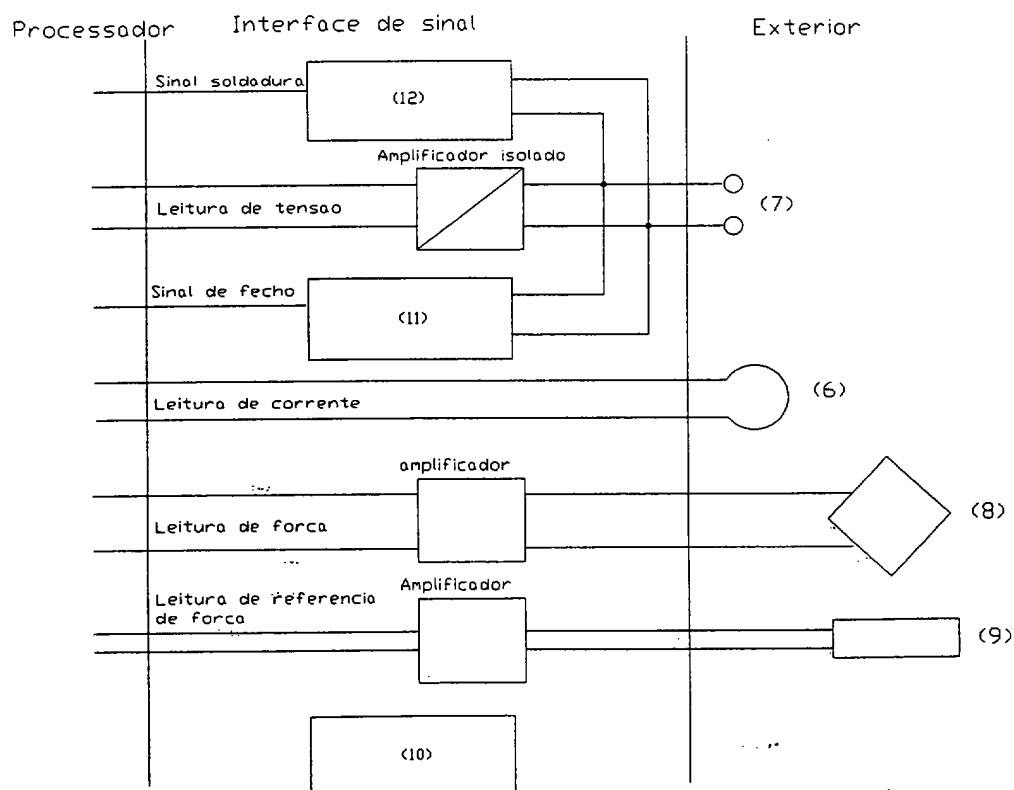 Processador
Interface de sinal
Exterior
Sinal soldadura
(12)
Amplificador isolado
Leitura de tensao
(7)
Sinal de fecho
(11)
Leitura de corrente
(6)
amplificador
Leitura de forca
(8)
Amplificador
Leitura de referencia
de forca
(9)
(10)